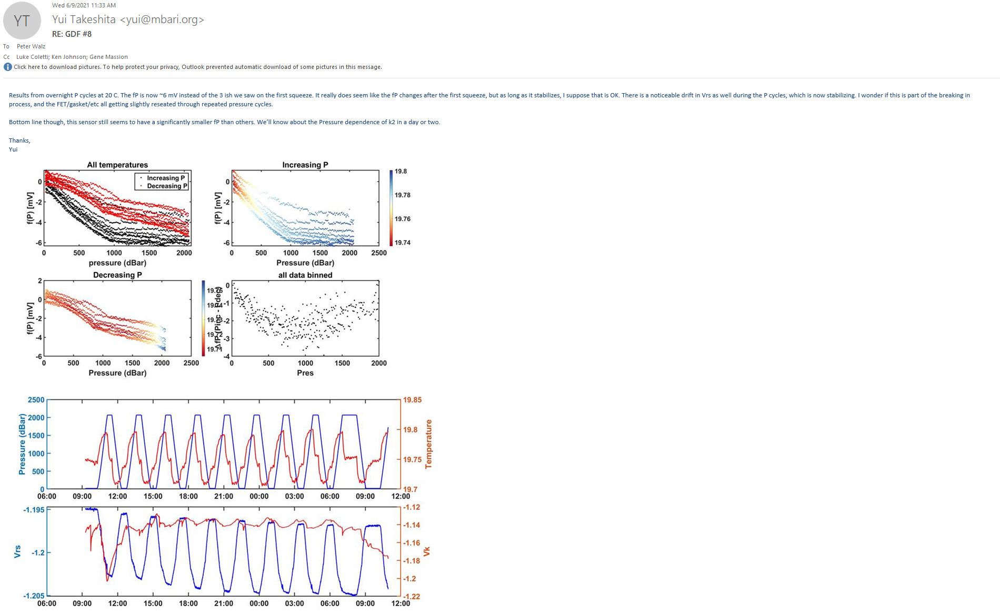 Wed 6/9/2021 11:33 AM
YT
Yui Takeshita <yui@mbari.org>
RE: GDF #8
To Peter Walz
Cc Luke Coletti; Ken Johnson; Gene Massion
Click here to download pictures. To help protect your privacy, Outlook prevented automatic download of some pictures in this message.
Results from overnight P cycles at 20 C. The fP is now ~6 mV instead of the 3 ish we saw on the first squeeze. It really does seem like the fP changes after the first squeeze, but as long as it stabilizes, I suppose that is OK. There is a noticeable drift in Vrs as well during the P cycles, which is now stabilizing. I wonder if this is part of the breaking in
process, and the FET/gasket/etc all getting slightly reseated through repeated pressure cycles.
Bottom line though, this sensor still seems to have a significantly smaller fP than others. We'll know about the Pressure dependence of k2 in a day or two.
Thanks,
Yui
All temperatures
Increasing P
Decreasing P
f(P) [mV]
0
-2
-4
-6
0 500 1000 1500 2000
pressure (dBar)
Increasing P
f(P) [mV]
0
-2
-4
-6
0 500 1000 1500 2000 2500
Pressure (dBar)
19.8
19.78
19.76
19.74
Decreasing P
f(P) [mV]
2
0
-2
-4
-6
0 500 1000 1500 2000 2500
Pressure (dBar)
19.72
19.71
all data binned
0
-1
-2
-3
-4
0 500 1000 1500 2000
Pres
Pressure (dBar)
2500
2000
1500
1000
500
0
19.85
19.8
19.75
19.7
Temperature
06:00 09:00 12:00 15:00 18:00 21:00 00:00 03:00 06:00 09:00 12:00
Vrs
-1.195
-1.2
-1.205
-1.12
-1.14
-1.16
-1.18
-1.2
-1.22
Vk
06:00 09:00 12:00 15:00 18:00 21:00 00:00 03:00 06:00 09:00 12:00